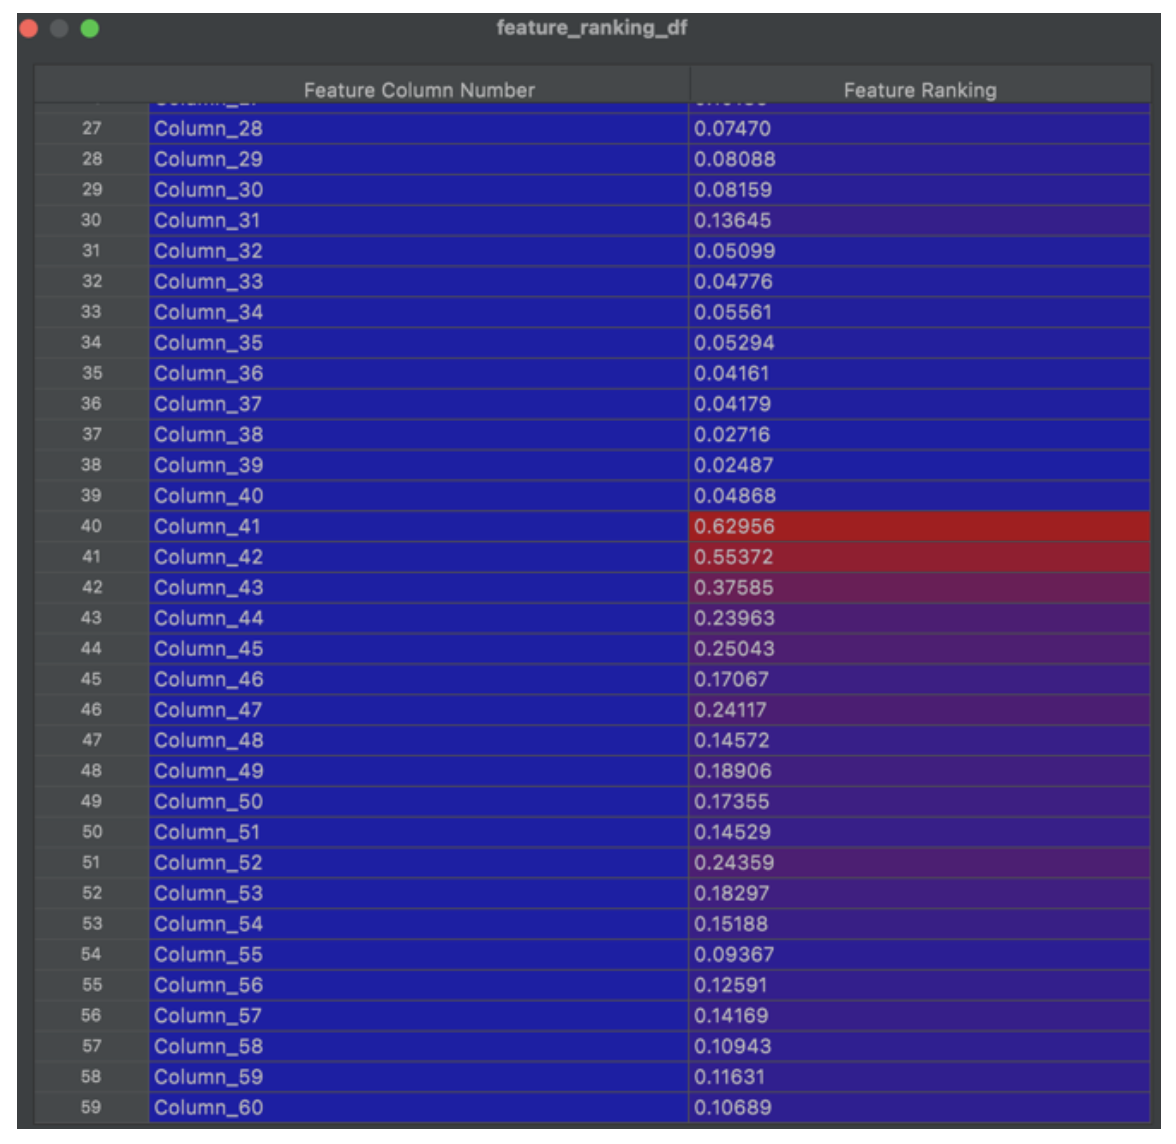 feature_ranking_df
Feature Column Number Feature Ranking
27 Column_28 0.07470
28 Column_29 0.08088
29 Column_30 0.08159
30 Column_31 0.13645
31 Column_32 0.05099
32 Column_33 0.04776
33 Column_34 0.05561
34 Column_35 0.05294
35 Column_36 0.04161
36 Column_37 0.04179
37 Column_38 0.02716
38 Column_39 0.02487
39 Column_40 0.04868
40 Column_41 0.62956
41 Column_42 0.55372
42 Column_43 0.37585
43 Column_44 0.23963
44 Column_45 0.25043
45 Column_46 0.17067
46 Column_47 0.24117
47 Column_48 0.14572
48 Column_49 0.18906
49 Column_50 0.17355
50 Column_51 0.14529
51 Column_52 0.24359
52 Column_53 0.18297
53 Column_54 0.15188
54 Column_55 0.09367
55 Column_56 0.12591
56 Column_57 0.14169
57 Column_58 0.10943
58 Column_59 0.11631
59 Column_60 0.10689